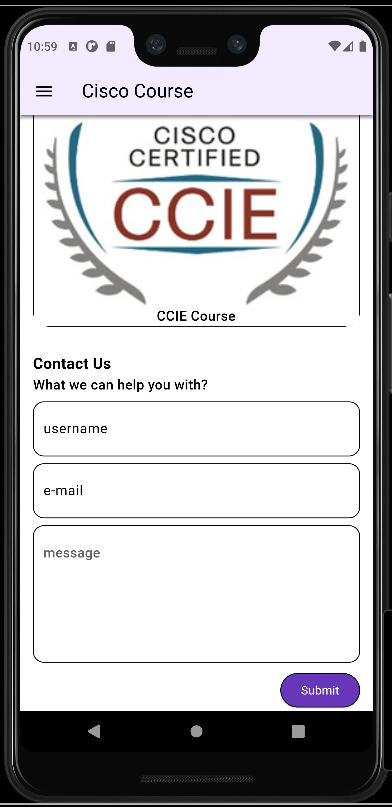 10:59
Cisco Course
CISCO
CERTIFIED
CCIE
CCIE Course
Contact Us
What we can help you with?
username
e-mail
message
Submit